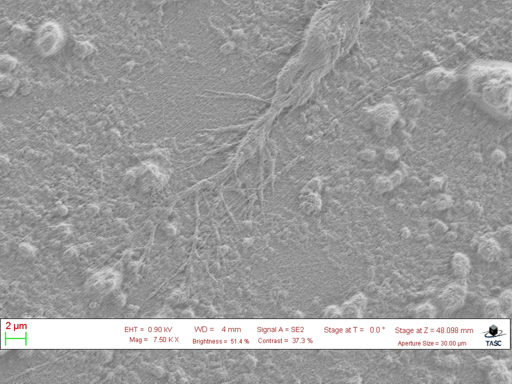 2 µm
EHT = 0.90 kV WD = 4 mm Signal A = SE2 Stage at T = 0.0 ° Stage at Z = 48.098 mm
Mag = 7.50 K X Brightness = 51.4 % Contrast = 37.3 % Aperture Size = 30.00 µm
TASC